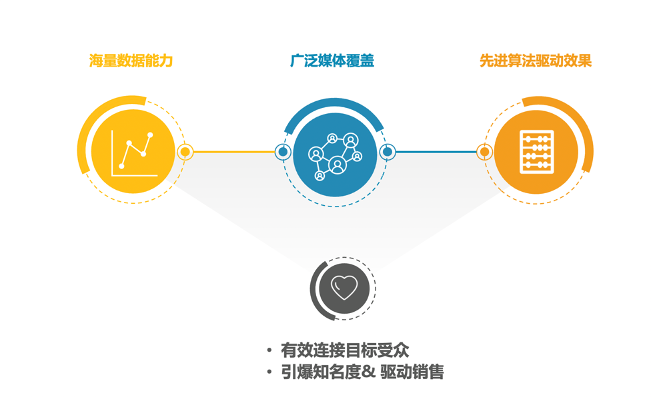 海量数据能力
广泛媒体覆盖
先进算法驱动效果
• 有效连接目标受众
• 引爆知名度& 驱动销售